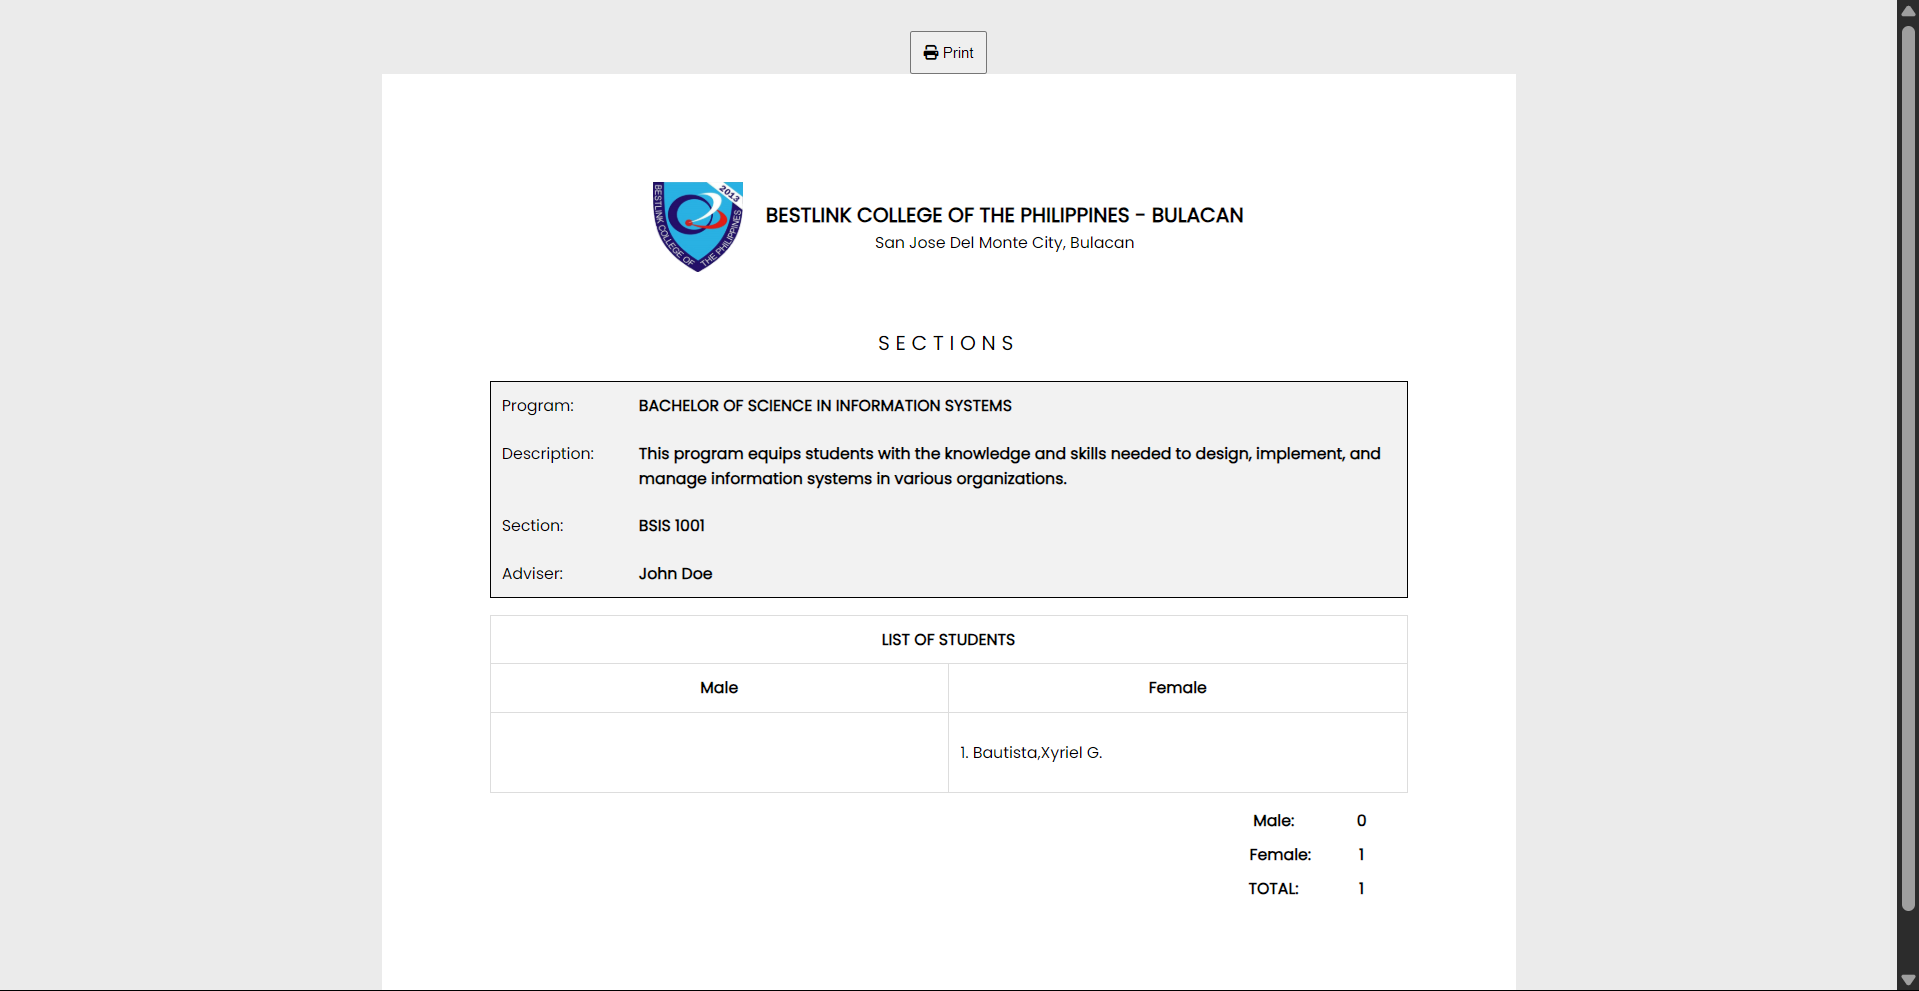 Print
2013
BESTLINK COLLEGE OF THE PHILIPPINES
BESTLINK COLLEGE OF THE PHILIPPINES - BULACAN
San Jose Del Monte City, Bulacan
SECTIONS
Program: BACHELOR OF SCIENCE IN INFORMATION SYSTEMS
Description: This program equips students with the knowledge and skills needed to design, implement, and
manage information systems in various organizations.
Section: BSIS 1001
Adviser: John Doe
LIST OF STUDENTS
Male Female
1. Bautista,Xyriel G.
Male: 0
Female: 1
TOTAL: 1